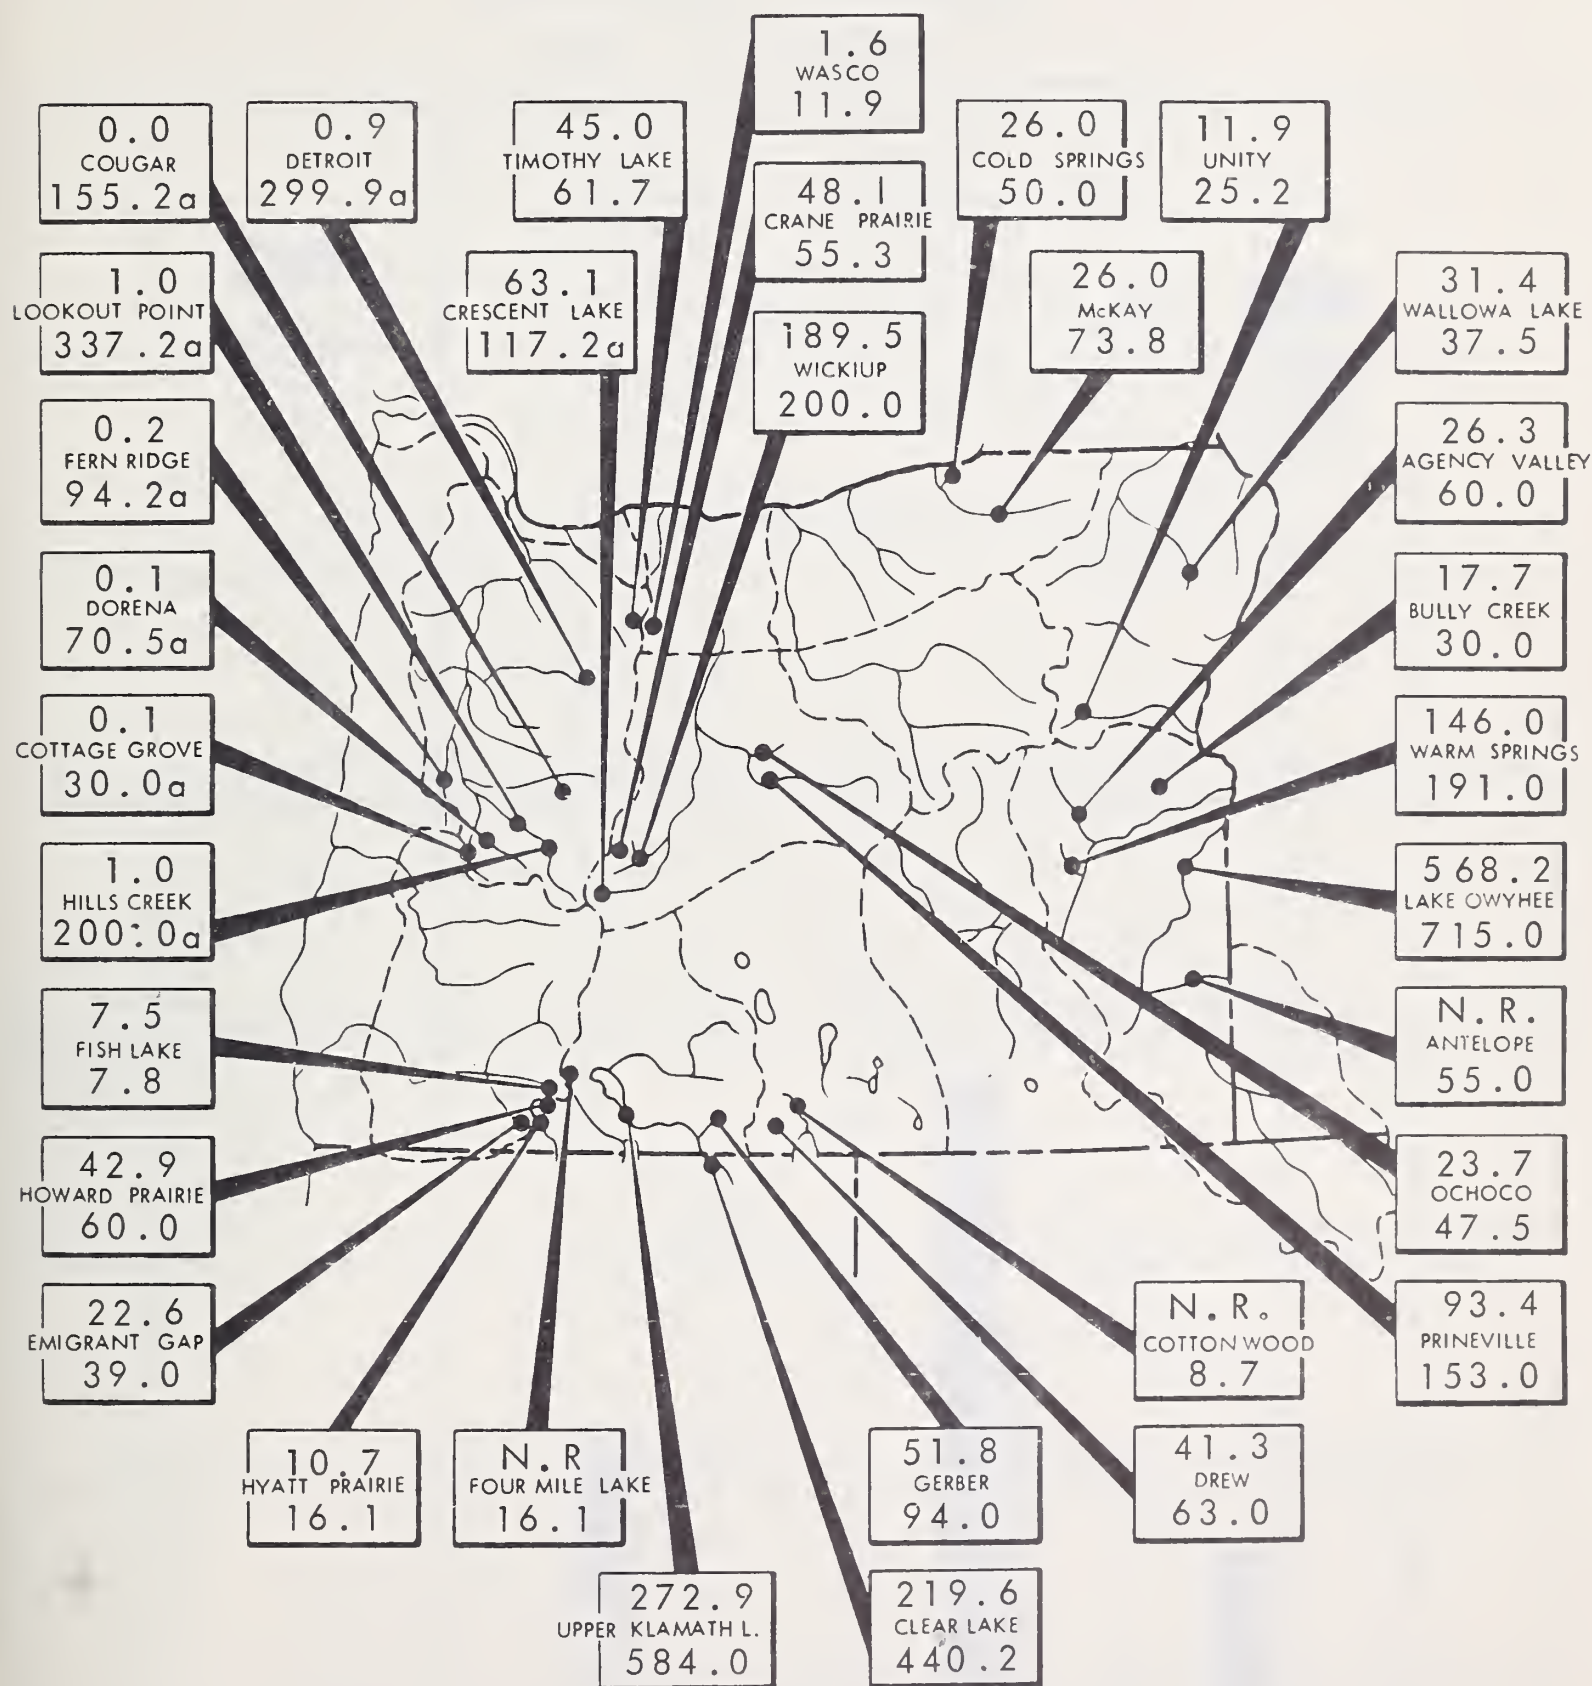 1.6
WASCO
11.9
0.0
COUGAR
155.2a
0.9
DETROIT
299.9a
45.0
TIMOTHY LAKE
61.7
48.1
CRANE PRAIRIE
55.3
26.0
COLD SPRINGS
50.0
11.9
UNITY
25.2
1.0
LOOKOUT POINT
337.2a
63.1
CRESCENT LAKE
117.2a
189.5
WICKIUP
200.0
26.0
McKAY
73.8
31.4
WALLOWA LAKE
37.5
0.2
FERN RIDGE
94.2a
26.3
AGENCY VALLEY
60.0
0.1
DORENA
70.5a
17.7
BULLY CREEK
30.0
0.1
COTTAGE GROVE
30.0a
146.0
WARM SPRINGS
191.0
1.0
HILLS CREEK
200.0a
568.2
LAKE OWYHEE
715.0
7.5
FISH LAKE
7.8
N.R.
ANTELOPE
55.0
42.9
HOWARD PRAIRIE
60.0
23.7
OCHOCO
47.5
22.6
EMIGRANT GAP
39.0
N.R.
COTTONWOOD
8.7
93.4
PRINEVILLE
153.0
10.7
HYATT PRAIRIE
16.1
N.R
FOUR MILE LAKE
16.1
51.8
GERBER
94.0
41.3
DREW
63.0
272.9
UPPER KLAMATH L.
584.0
219.6
CLEAR LAKE
440.2